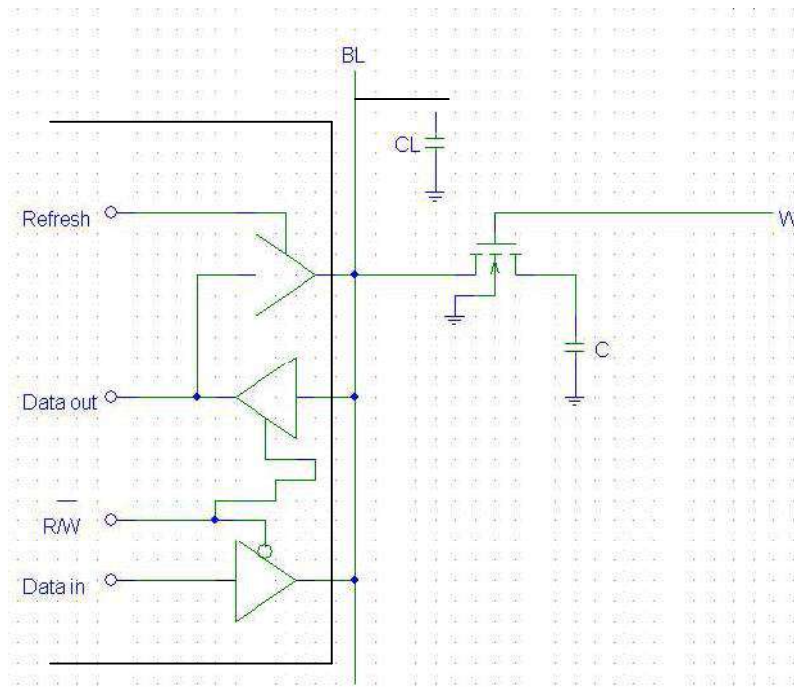 BL
CL
Refresh
W
C
Data out
R/W
Data in